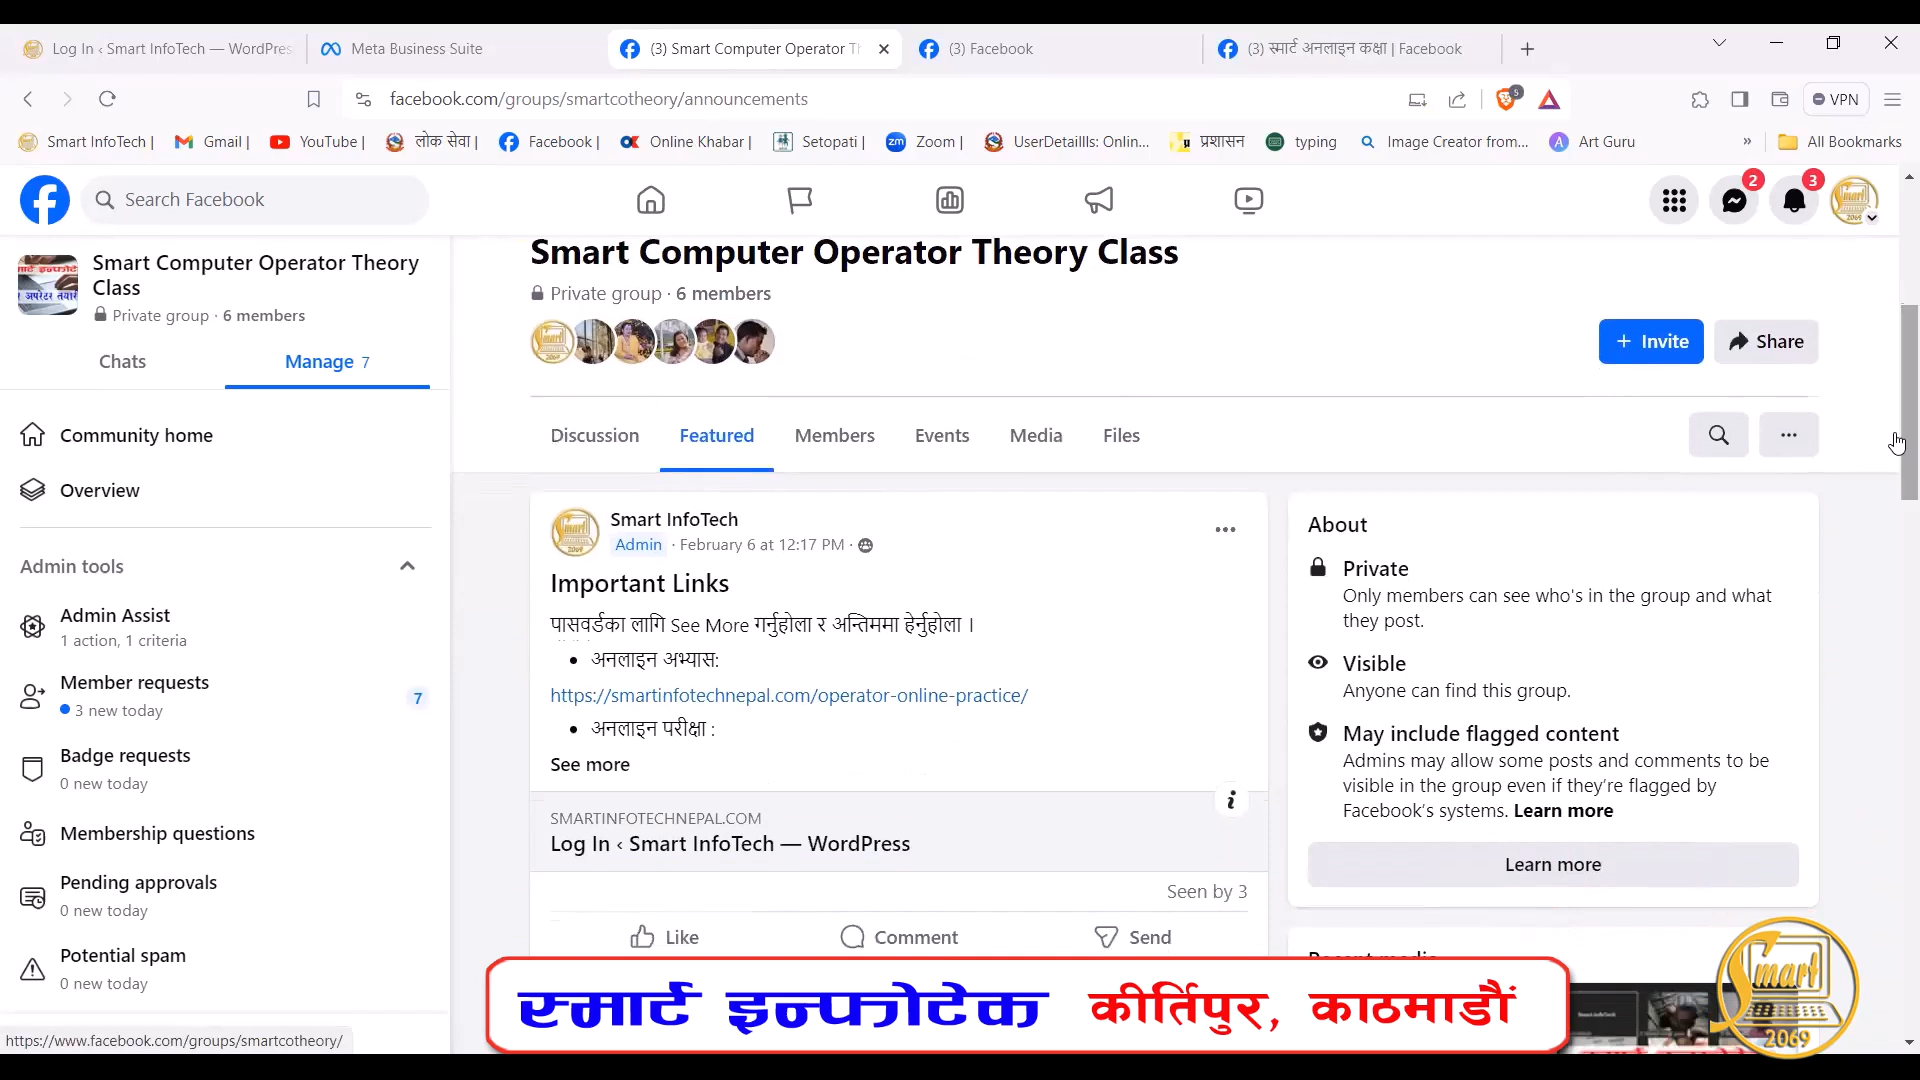 Log In ‹ Smart InfoTech — WordPres
Meta Business Suite
(3) Smart Computer Operator Th
(3) Facebook
(3) स्मार्ट अनलाइन कक्षा | Facebook
facebook.com/groups/smartcotheory/announcements
5
VPN
Smart InfoTech |
Gmail |
YouTube |
लोक सेवा |
Facebook |
Online Khabar |
Setopati |
zm
Zoom |
UserDetaillls: Onlin...
प्रशासन
typing
Image Creator from...
A
Art Guru
»
All Bookmarks
Search Facebook
2
3
Smart Computer Operator Theory
Class
Private group · 6 members
Chats
Manage 7
Community home
Overview
Admin tools
Admin Assist
1 action, 1 criteria
Member requests
3 new today
7
Badge requests
0 new today
Membership questions
Pending approvals
0 new today
Potential spam
0 new today
https://www.facebook.com/groups/smartcotheory/
Smart Computer Operator Theory Class
Private group · 6 members
Invite
Share
Discussion
Featured
Members
Events
Media
Files
Smart InfoTech
Admin · February 6 at 12:17 PM ·
Important Links
पासवर्डका लागि See More गर्नुहोला र अन्तिममा हेर्नुहोला ।
• अनलाइन अभ्यास:
https://smartinfotechnepal.com/operator-online-practice/
• अनलाइन परीक्षा :
See more
SMARTINFOTECHNEPAL.COM
Log In ‹ Smart InfoTech — WordPress
Seen by 3
Like
Comment
Send
About
Private
Only members can see who's in the group and what
they post.
Visible
Anyone can find this group.
May include flagged content
Admins may allow some posts and comments to be
visible in the group even if they're flagged by
Facebook's systems. Learn more
Learn more
Recent media
स्मार्ट इन्फोटेक कीर्तिपुर, काठमाडौं
Smart
2069